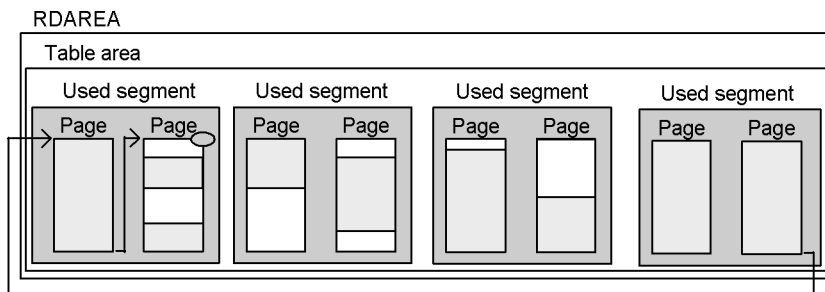 RDAREA
Table area
Used segment Used segment Used segment Used segment
Page Page Page Page Page Page Page Page